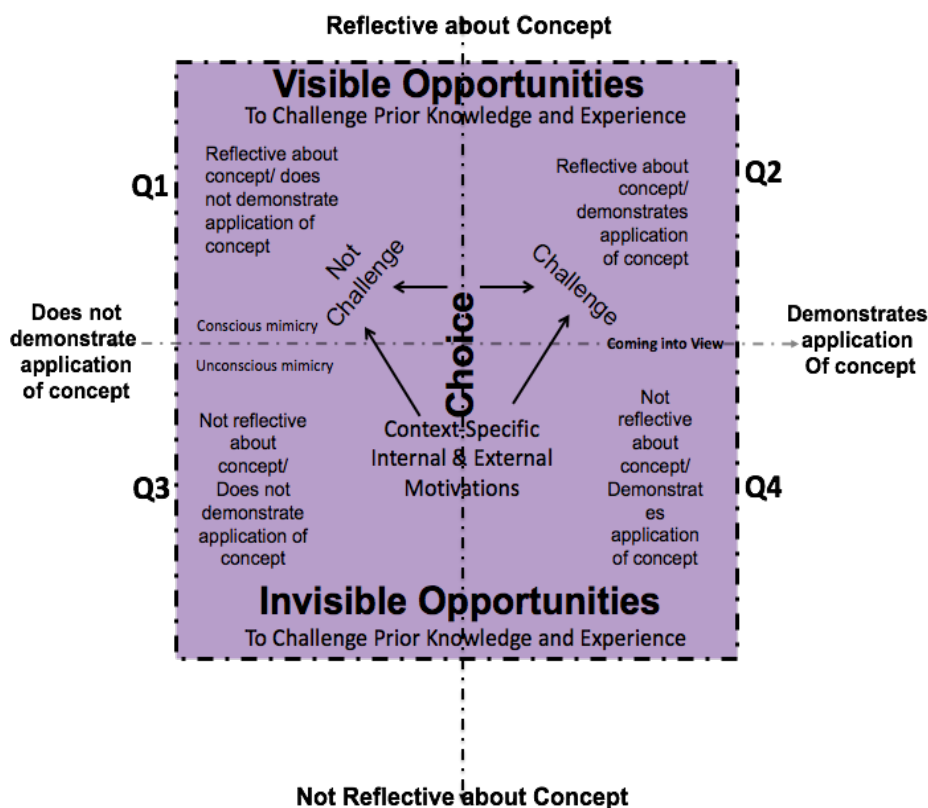 Reflective about Concept
Visible Opportunities
To Challenge Prior Knowledge and Experience
Q1
Reflective about
concept/ does
not demonstrate
application of
concept
Q2
Reflective about
concept/
demonstrates
application
of concept
Not
Challenge
Challenge
Choice
Does not
demonstrate
application
of concept
Conscious mimicry
Unconscious mimicry
Coming into View
Demonstrates
application
Of concept
Context-Specific
Internal & External
Motivations
Q3
Not reflective
about
concept/
Does not
demonstrate
application of
concept
Q4
Not
reflective
about
concept/
Demonstrat
es
application
of concept
Invisible Opportunities
To Challenge Prior Knowledge and Experience
Not Reflective about Concept